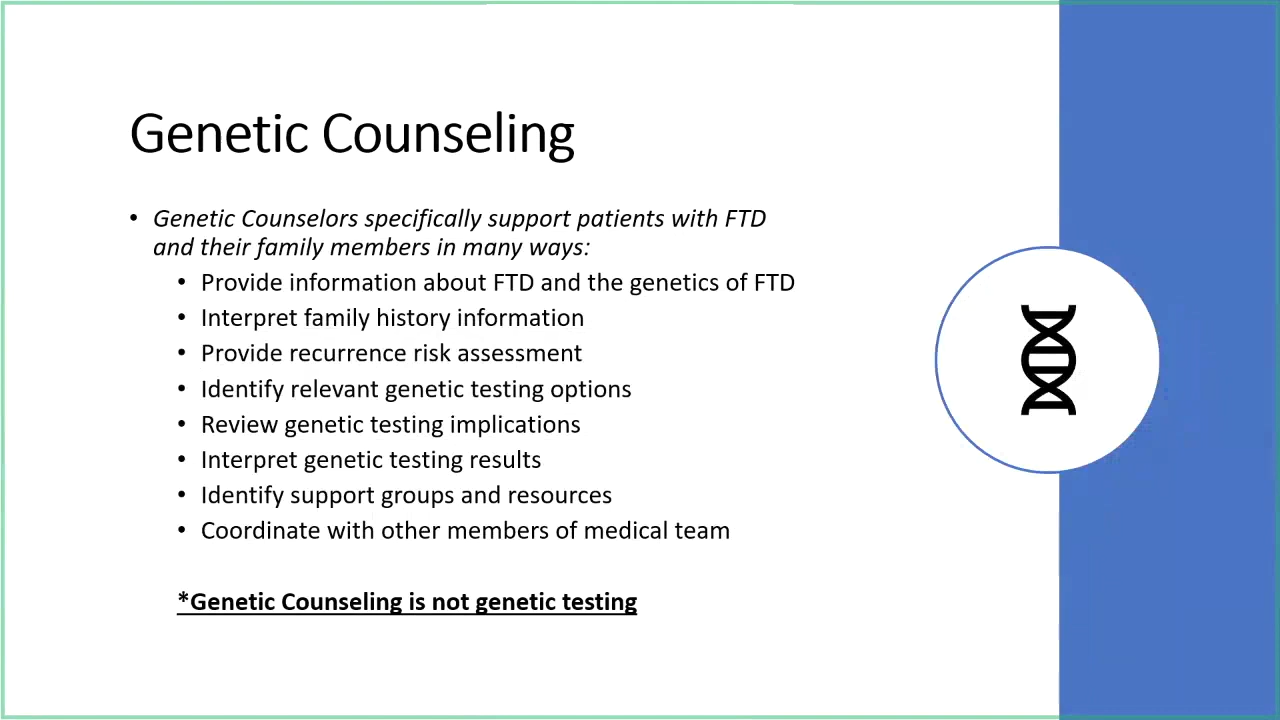 Genetic Counseling
• Genetic Counselors specifically support patients with FTD
and their family members in many ways:
• Provide information about FTD and the genetics of FTD
• Interpret family history information
• Provide recurrence risk assessment
• Identify relevant genetic testing options
• Review genetic testing implications
• Interpret genetic testing results
• Identify support groups and resources
• Coordinate with other members of medical team
*Genetic Counseling is not genetic testing